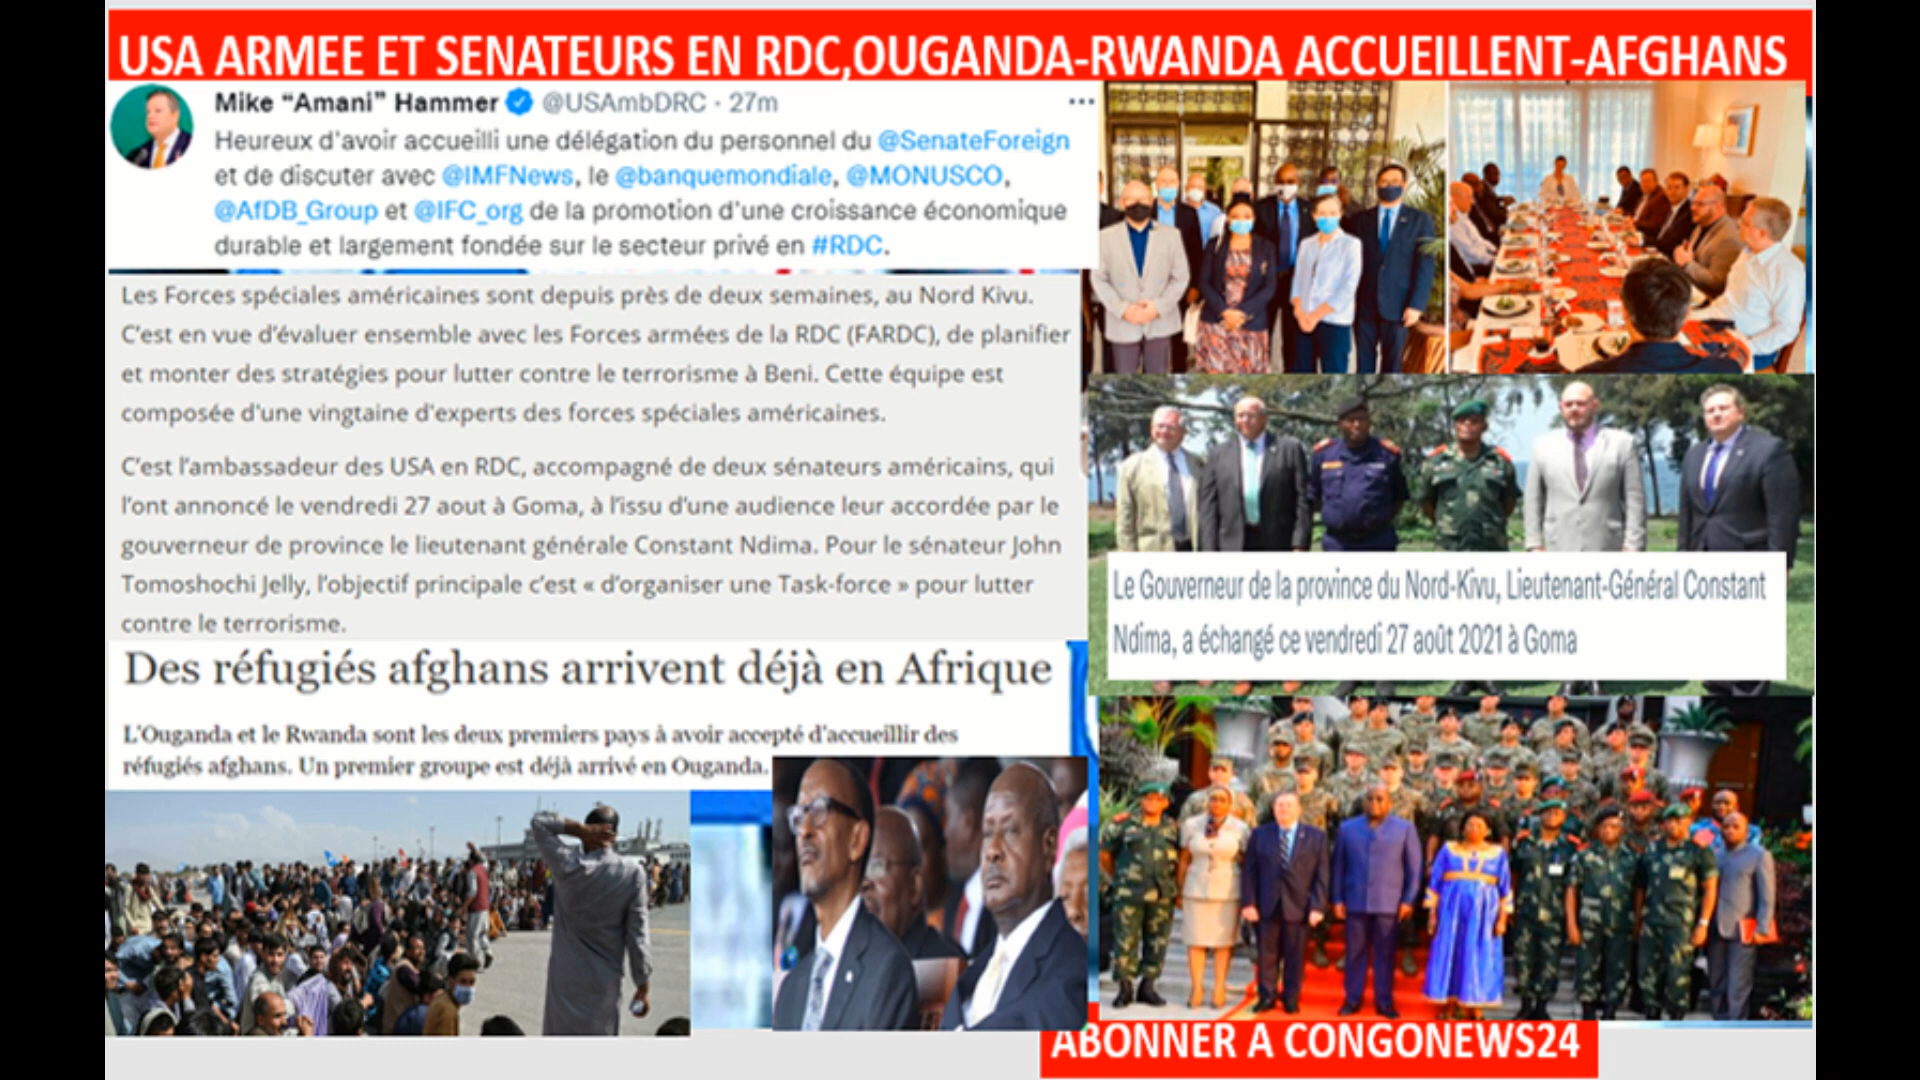 USA ARMEE ET SENATEURS EN RDC,OUGANDA-RWANDA ACCUEILLENT-AFGHANS
Mike “Amani” Hammer @USAmbDRC · 27m
Heureux d'avoir accueilli une délégation du personnel du @SenateForeign
et de discuter avec @IMFNews, le @banquemondiale, @MONUSCO,
@AfDB_Group et @IFC_org de la promotion d'une croissance économique
durable et largement fondée sur le secteur privé en #RDC.
Les Forces spéciales américaines sont depuis près de deux semaines, au Nord Kivu.
C’est en vue d’évaluer ensemble avec les Forces armées de la RDC (FARDC), de planifier
et monter des stratégies pour lutter contre le terrorisme à Beni. Cette équipe est
composée d'une vingtaine d'experts des forces spéciales américaines.
C’est l’ambassadeur des USA en RDC, accompagné de deux sénateurs américains, qui
l’ont annoncé le vendredi 27 aout à Goma, à l’issu d’une audience leur accordée par le
gouverneur de province le lieutenant générale Constant Ndima. Pour le sénateur John
Tomoshochi Jelly, l’objectif principale c’est « d’organiser une Task-force » pour lutter
contre le terrorisme.
Le Gouverneur de la province du Nord-Kivu, Lieutenant-Général Constant
Ndima, a échangé ce vendredi 27 août 2021 à Goma
Des réfugiés afghans arrivent déjà en Afrique
L'Ouganda et le Rwanda sont les deux premiers pays à avoir accepté d'accueillir des
réfugiés afghans. Un premier groupe est déjà arrivé en Ouganda.
ABONNER A CONGONEWS24